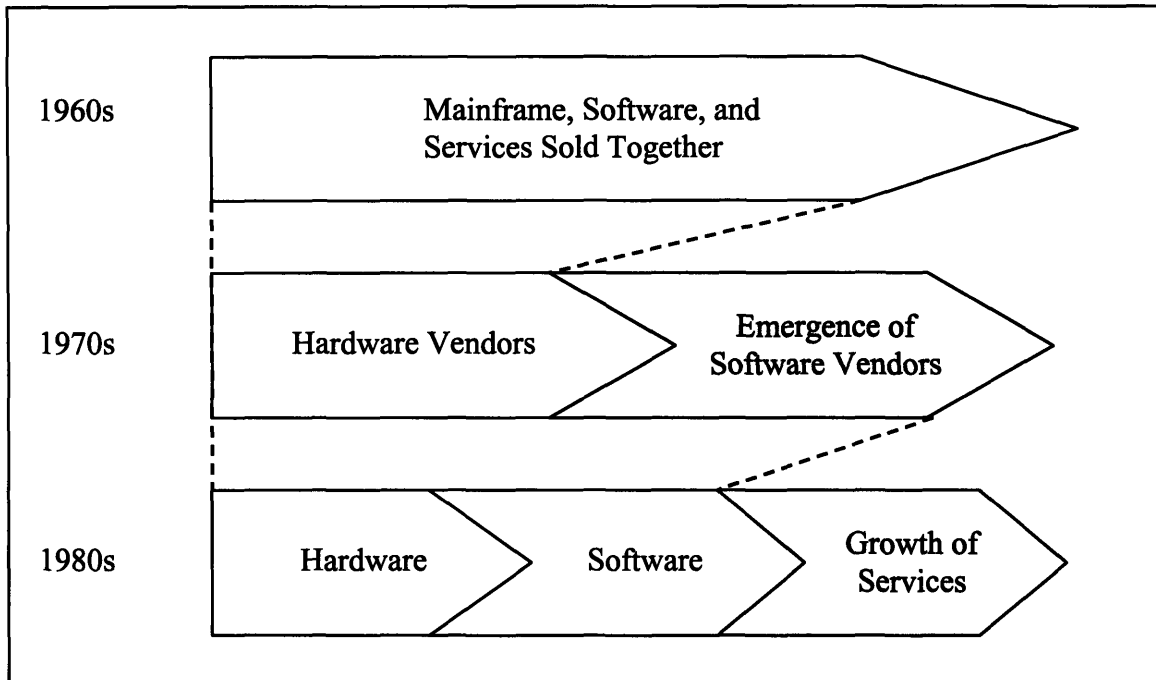 1960s
Mainframe, Software, and
Services Sold Together
1970s
Hardware Vendors
Emergence of
Software Vendors
1980s
Hardware
Software
Growth of
Services